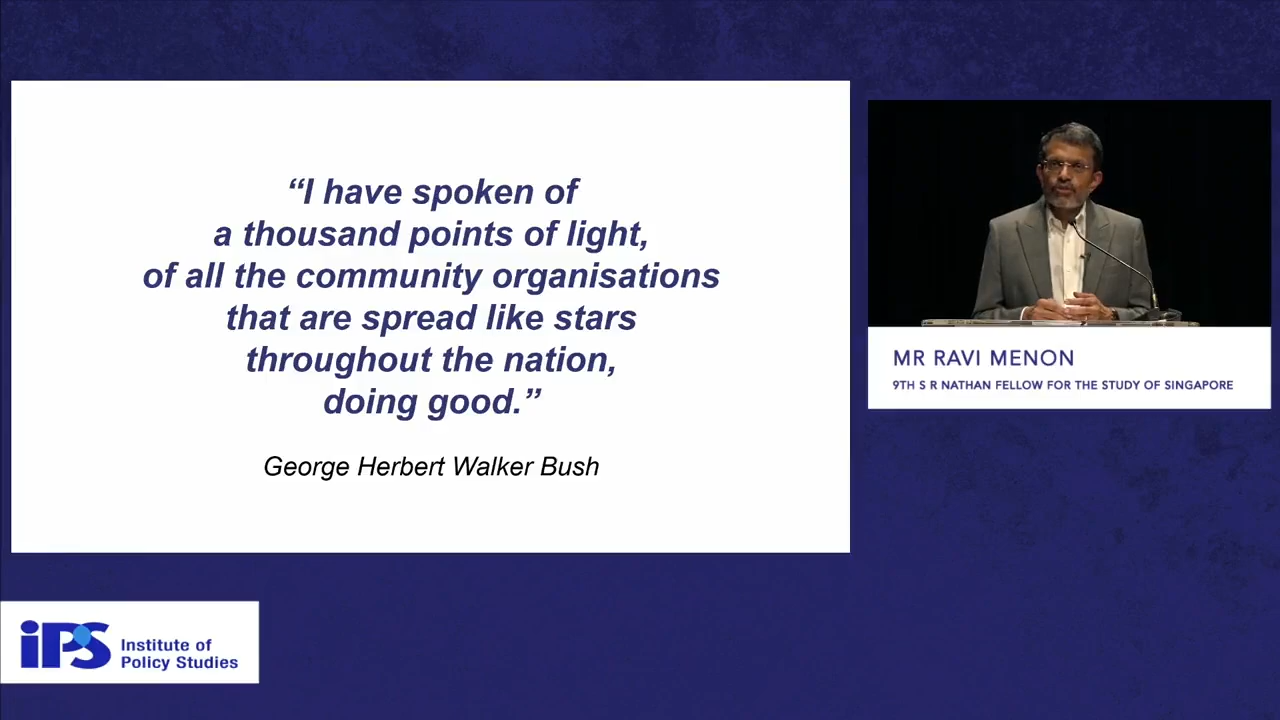 “I have spoken of
a thousand points of light,
of all the community organisations
that are spread like stars
throughout the nation,
doing good.”
George Herbert Walker Bush
MR RAVI MENON
9TH S R NATHAN FELLOW FOR THE STUDY OF SINGAPORE
iPS
Institute of
Policy Studies